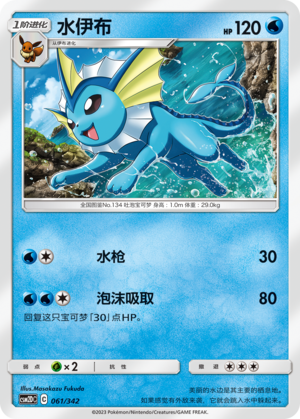 1阶进化
水伊布
HP 120
从伊布进化
全国图鉴No.134 吐泡宝可梦 身高：1.0m 体重：29.0kg
水枪 30
泡沫吸取 80
回复这只宝可梦「30」点HP。
Illus.Masakazu Fukuda
弱点 ×2 抵抗力 撤退
CSM2DC G 061/342
美丽的水边是其主要的栖息地。
如果感觉有外敌来袭，它就会跳入水中躲起来。
©2023 Pokémon/Nintendo/Creatures/GAME FREAK.